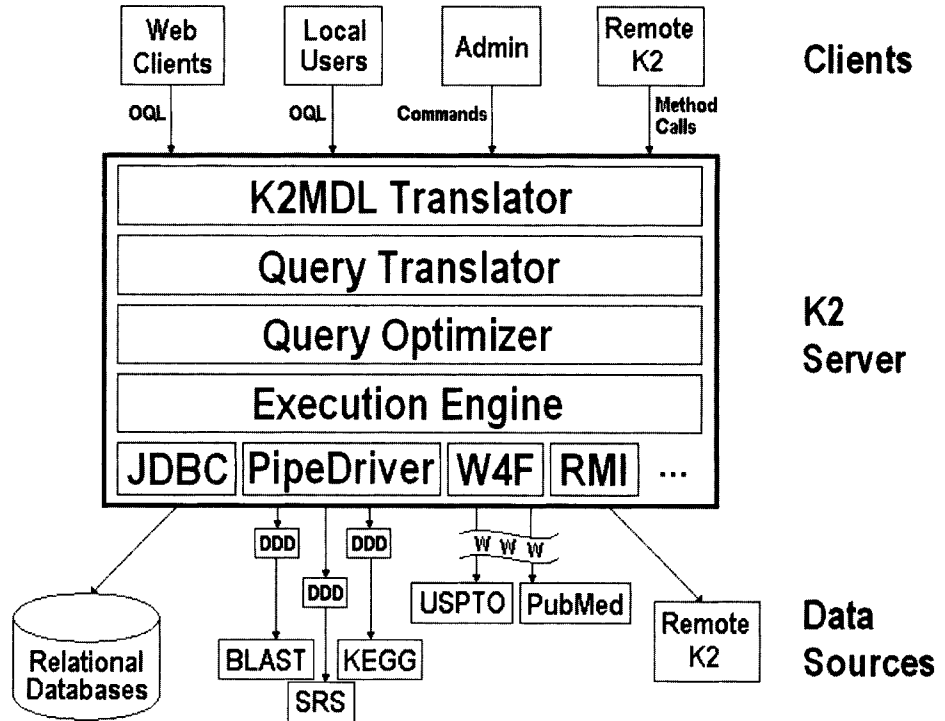 Web
Clients
Local
Users
Admin
Remote
K2
Clients
OQL
OQL
Commands
Method
Calls
K2MDL Translator
Query Translator
Query Optimizer
Execution Engine
K2
Server
JDBC
PipeDriver
W4F
RMI
...
DDD
DDD
W W W
DDD
USPTO
PubMed
Relational
Databases
BLAST
KEGG
SRS
Remote
K2
Data
Sources